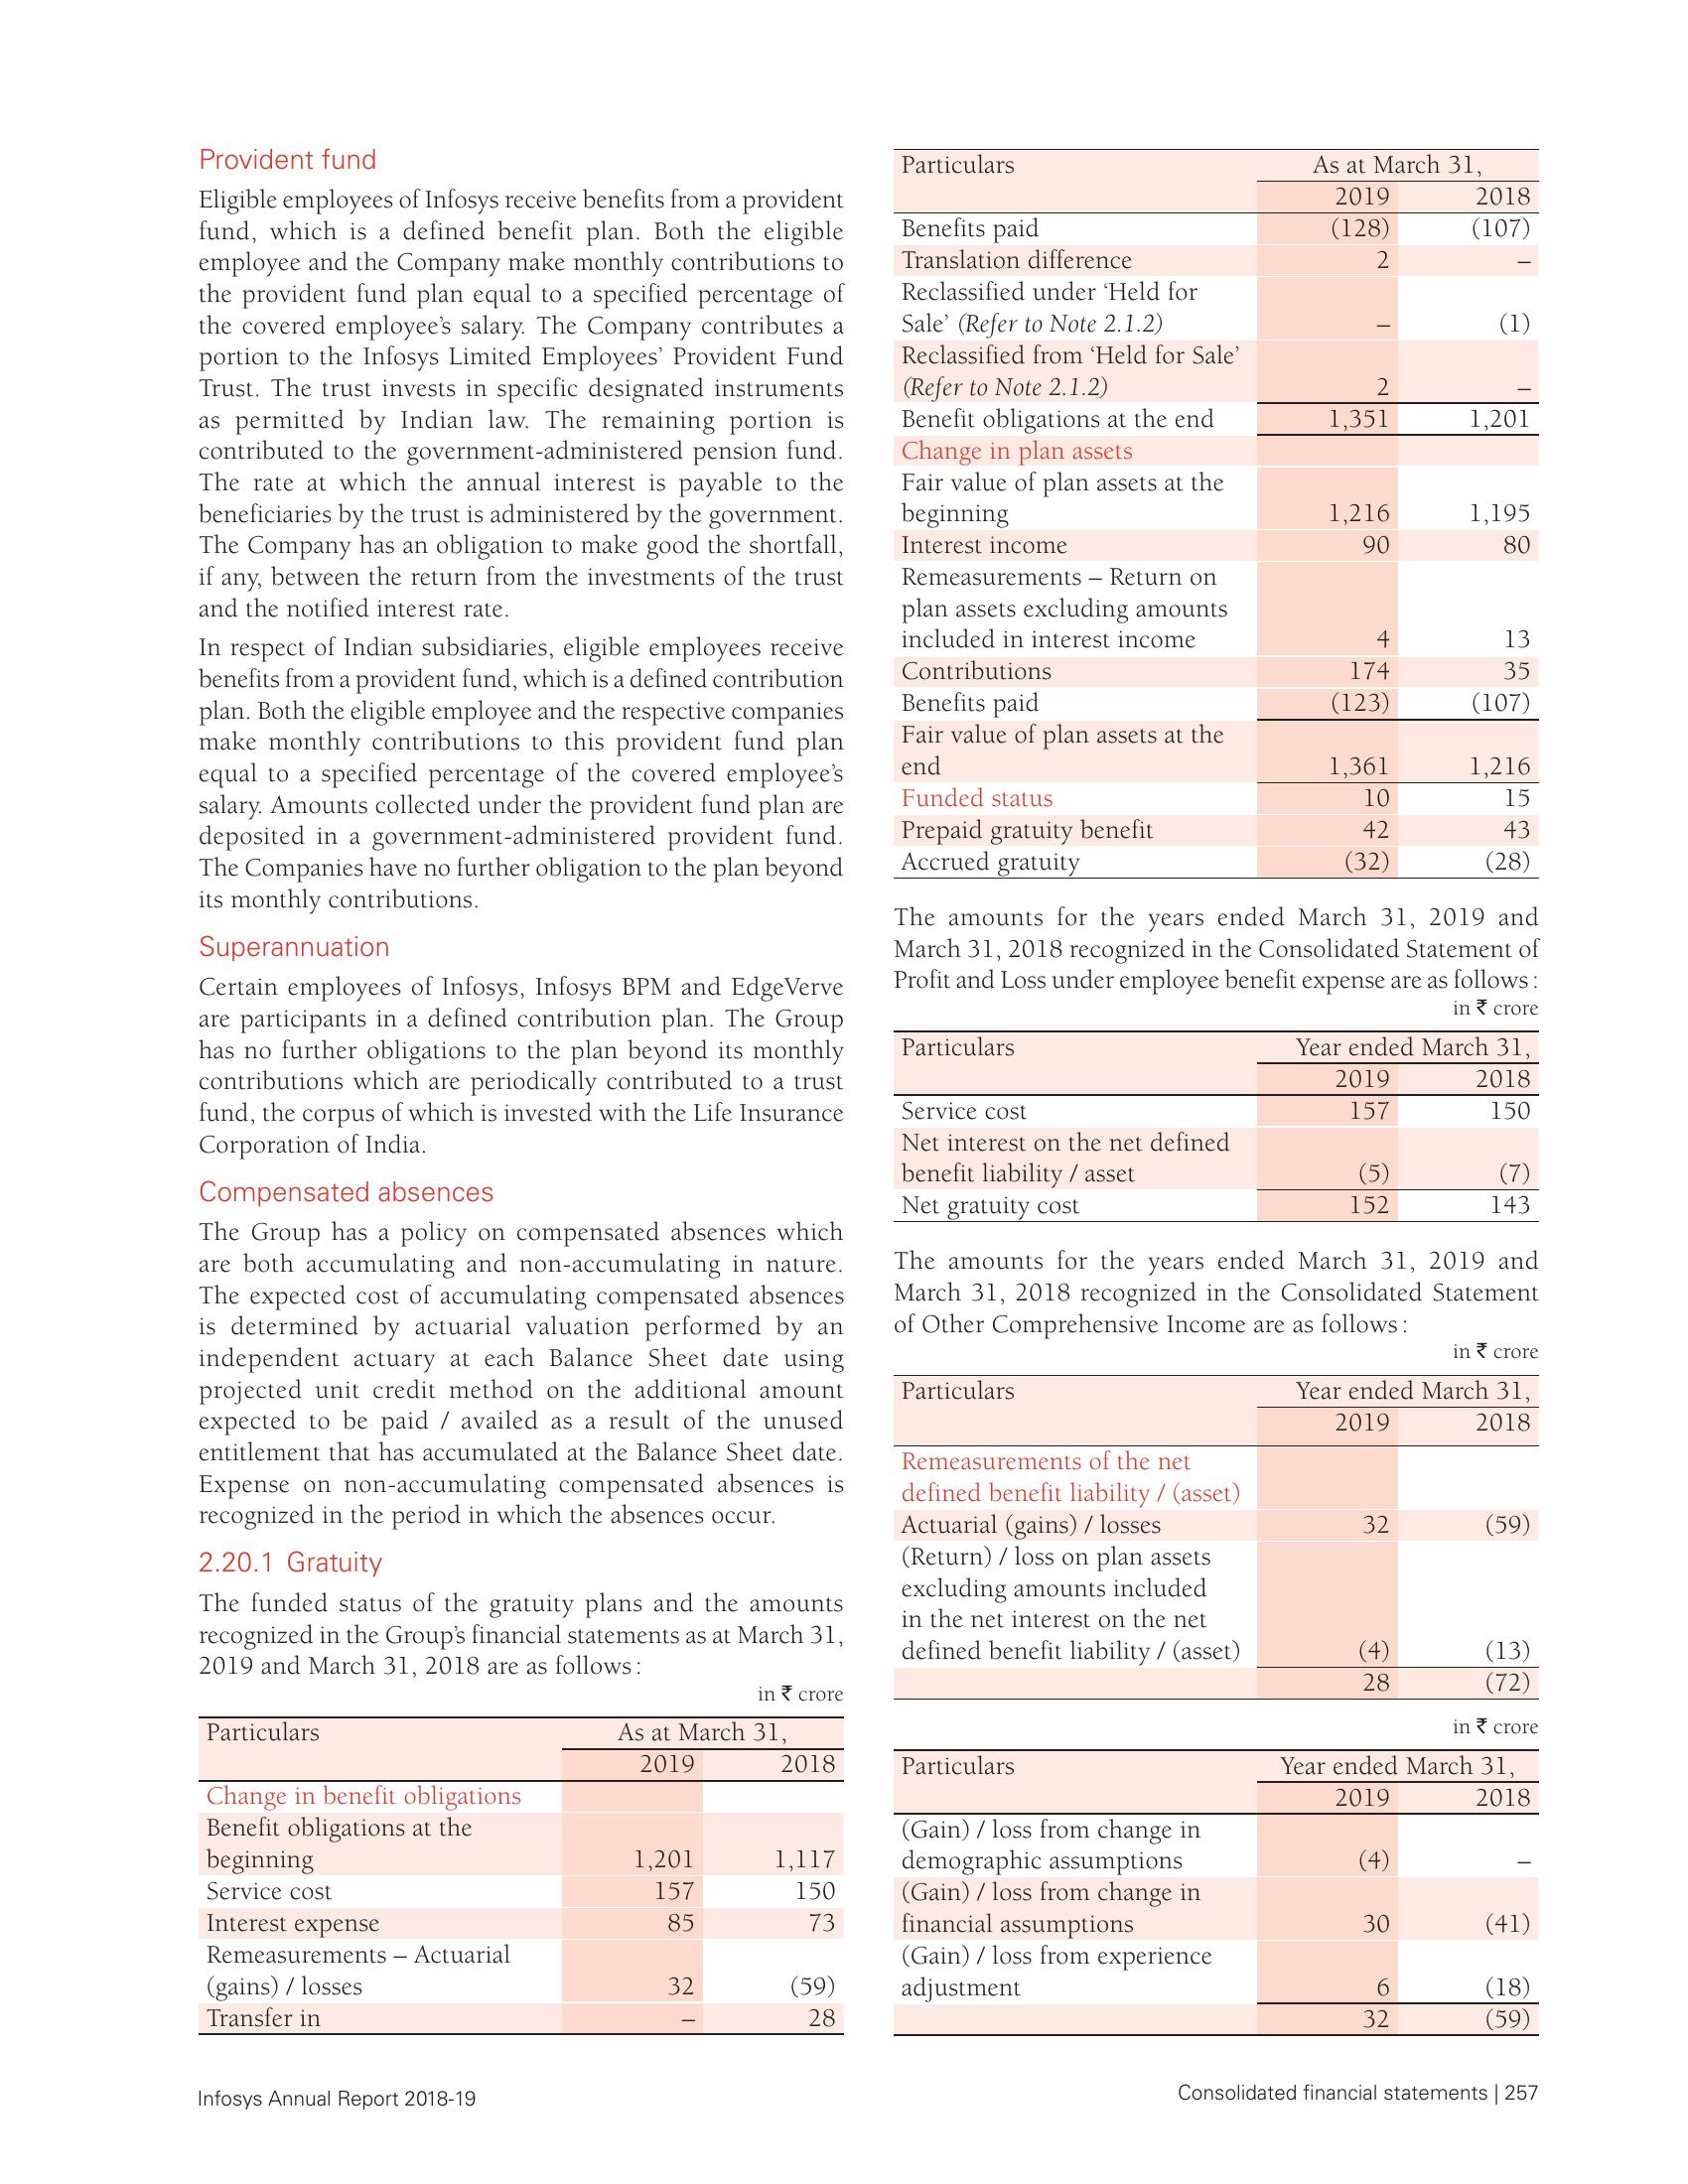 Provident fund
Eligible employees of Infosys receive benefits from a provident
fund, which is a defined benefit plan. Both the eligible
employee and the Company make monthly contributions to
the provident fund plan equal to a specified percentage of
the covered employee's salary. The Company contributes a
portion to the Infosys Limited Employees' Provident Fund
Trust. The trust invests in specific designated instruments
as permitted by Indian law. The remaining portion is
contributed to the government-administered pension fund.
The rate at which the annual interest is payable to the
beneficiaries by the trust is administered by the government.
The Company has an obligation to make good the shortfall,
if any, between the return from the investments of the trust
and the notified interest rate.
In respect of Indian subsidiaries, eligible employees receive
benefits from a provident fund, which is a defined contribution
plan. Both the eligible employee and the respective companies
make monthly contributions to this provident fund plan
equal to a specified percentage of the covered employee's
salary. Amounts collected under the provident fund plan are
deposited in a government-administered provident fund.
The Companies have no further obligation to the plan beyond
its monthly contributions.
Superannuation
Certain employees of Infosys, Infosys BPM and EdgeVerve
are participants in a defined contribution plan. The Group
has no further obligations to the plan beyond its monthly
contributions which are periodically contributed to a trust
fund, the corpus of which is invested with the Life Insurance
Corporation of India.
Compensated absences
The Group has a policy on compensated absences which
are both accumulating and non-accumulating in nature.
The expected cost of accumulating compensated absences
is determined by actuarial valuation performed by an
independent actuary at each Balance Sheet date using
projected unit credit method on the additional amount
expected to be paid / availed as a result of the unused
entitlement that has accumulated at the Balance Sheet date.
Expense on non-accumulating compensated absences is
recognized in the period in which the absences occur.
2.20.1 Gratuity
The funded status of the gratuity plans and the amounts
recognized in the Group's financial statements as at March 31,
2019 and March 31, 2018 are as follows :
in ₹ crore
Particulars As at March 31,
2019 2018
Change in benefit obligations
Benefit obligations at the
beginning 1,201 1,117
Service cost 157 150
Interest expense 85 73
Remeasurements – Actuarial
(gains) / losses 32 (59)
Transfer in – 28
Particulars As at March 31,
2019 2018
Benefits paid (128) (107)
Translation difference 2 –
Reclassified under 'Held for
Sale' (Refer to Note 2.1.2) – (1)
Reclassified from 'Held for Sale'
(Refer to Note 2.1.2) 2 –
Benefit obligations at the end 1,351 1,201
Change in plan assets
Fair value of plan assets at the
beginning 1,216 1,195
Interest income 90 80
Remeasurements – Return on
plan assets excluding amounts
included in interest income 4 13
Contributions 174 35
Benefits paid (123) (107)
Fair value of plan assets at the
end 1,361 1,216
Funded status 10 15
Prepaid gratuity benefit 42 43
Accrued gratuity (32) (28)
The amounts for the years ended March 31, 2019 and
March 31, 2018 recognized in the Consolidated Statement of
Profit and Loss under employee benefit expense are as follows :
in ₹ crore
Particulars Year ended March 31,
2019 2018
Service cost 157 150
Net interest on the net defined
benefit liability / asset (5) (7)
Net gratuity cost 152 143
The amounts for the years ended March 31, 2019 and
March 31, 2018 recognized in the Consolidated Statement
of Other Comprehensive Income are as follows :
in ₹ crore
Particulars Year ended March 31,
2019 2018
Remeasurements of the net
defined benefit liability / (asset)
Actuarial (gains) / losses 32 (59)
(Return) / loss on plan assets
excluding amounts included
in the net interest on the net
defined benefit liability / (asset) (4) (13)
28 (72)
in ₹ crore
Particulars Year ended March 31,
2019 2018
(Gain) / loss from change in
demographic assumptions (4) –
(Gain) / loss from change in
financial assumptions 30 (41)
(Gain) / loss from experience
adjustment 6 (18)
32 (59)
Infosys Annual Report 2018-19
Consolidated financial statements | 257